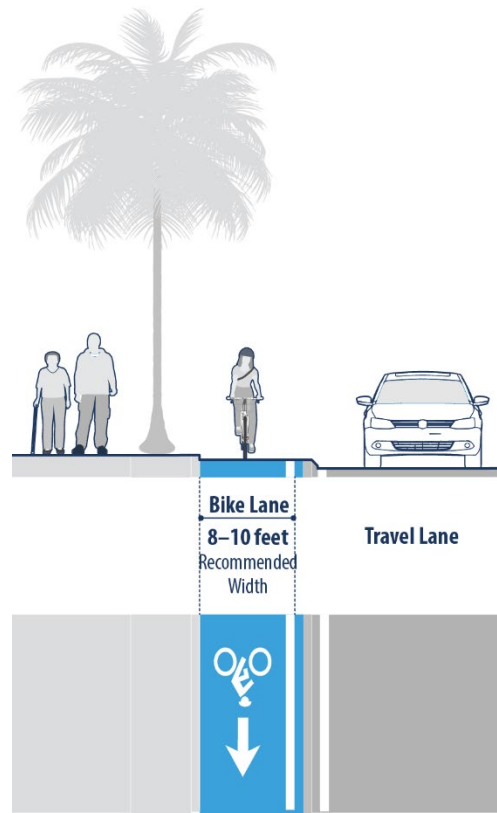 Bike Lane
8–10 feet
Recommended
Width
Travel Lane